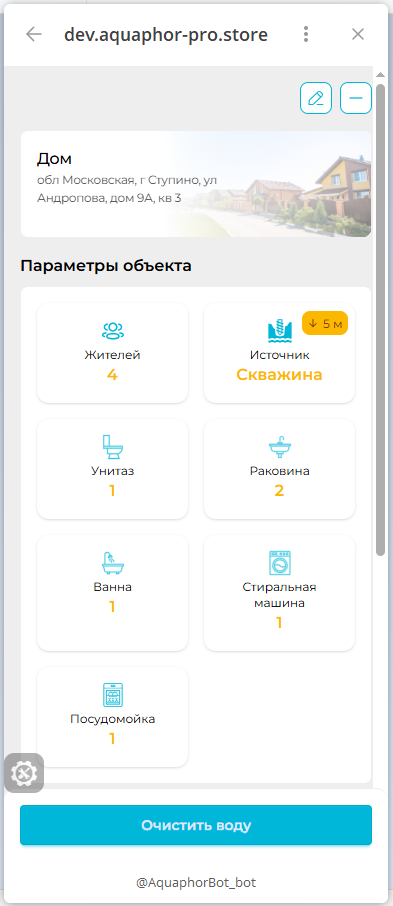 dev.aquaphor-pro.store
Дом
обл Московская, г Ступино, ул
Андропова, дом 9А, кв 3
Параметры объекта
Жителей
4
5 м
Источник
Скважина
Унитаз
1
Раковина
2
Ванна
1
Стиральная
машина
1
Посудомойка
1
Очистить воду
@AquaphorBot_bot